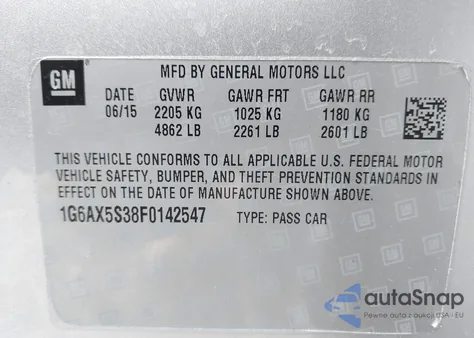 GM
MFD BY GENERAL MOTORS LLC
DATE GVWR GAWR FRT GAWR RR
06/15 2205 KG 1025 KG 1180 KG
4862 LB 2261 LB 2601 LB
THIS VEHICLE CONFORMS TO ALL APPLICABLE U.S. FEDERAL MOTOR
VEHICLE SAFETY, BUMPER, AND THEFT PREVENTION STANDARDS IN
EFFECT ON THE DATE OF MANUFACTURE SHOWN ABOVE.
1G6AX5S38F0142547 TYPE: PASS CAR
autoSnap
Pewne auta z aukcji USA - EU